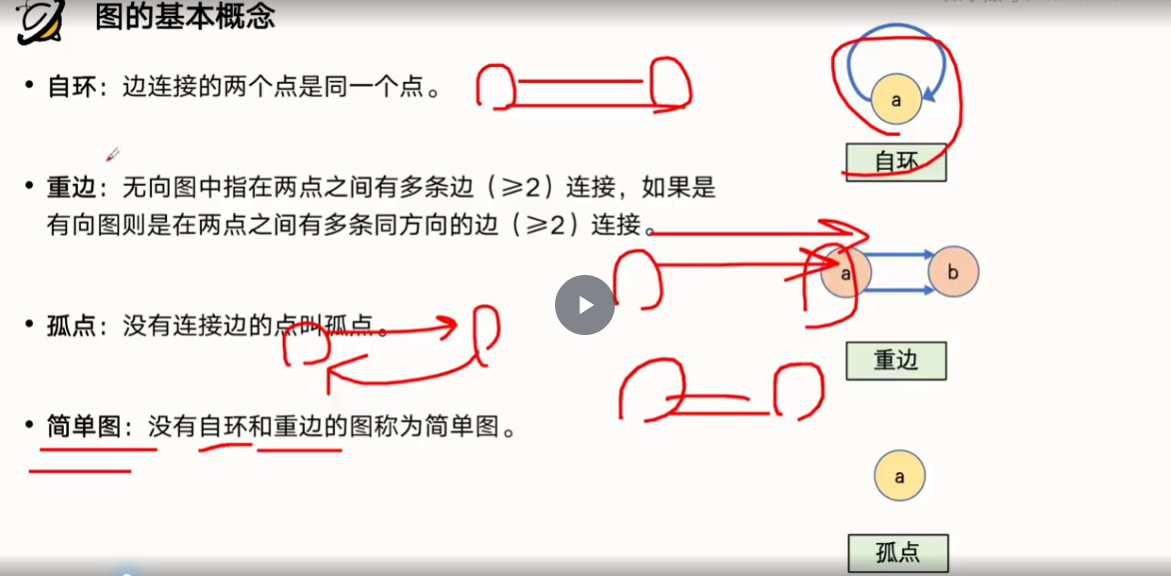 图的基本概念
• 自环：边连接的两个点是同一个点。
a
自环
• 重边：无向图中指在两点之间有多条边（≥2）连接，如果是
有向图则是在两点之间有多条同方向的边（≥2）连接。
a
b
• 孤点：没有连接边的点叫孤点。
重边
• 简单图：没有自环和重边的图称为简单图。
a
孤点